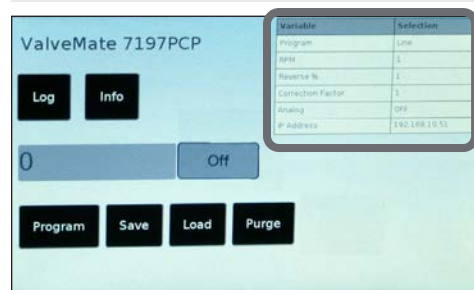 ValveMate 7197PCP
Variable Selection
Program Line
RPM 1
Reverse % 1
Correction Factor 1
Analog OFF
IP Address 192.168.10.51
Log Info
0 Off
Program Save Load Purge